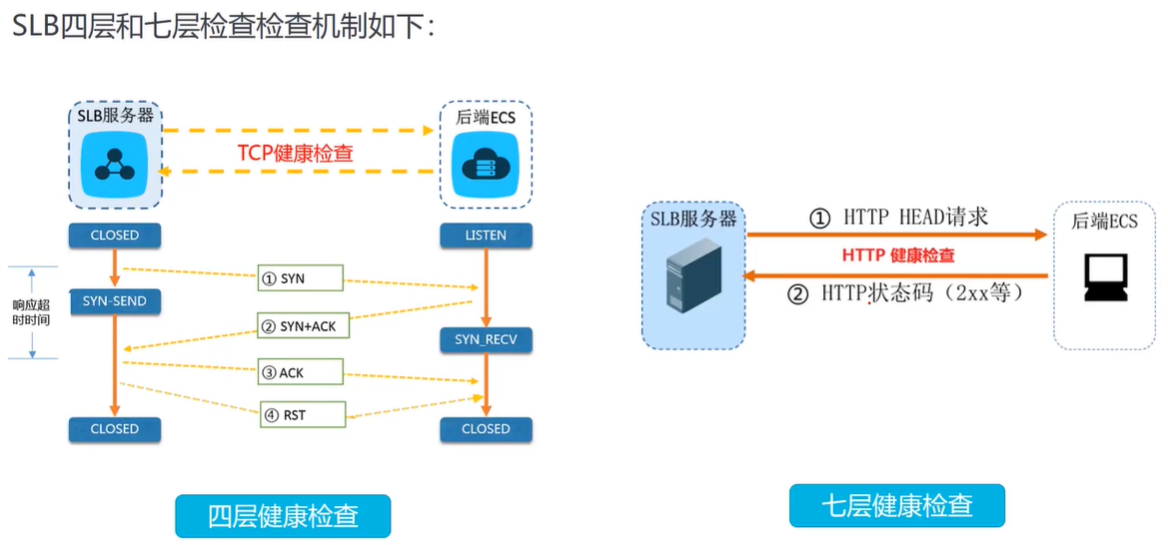 SLB四层和七层检查检查机制如下：
SLB服务器
后端ECS
TCP健康检查
CLOSED
LISTEN
① SYN
响应超
时时间
SYN-SEND
② SYN+ACK
SYN_RECV
③ ACK
④ RST
CLOSED
CLOSED
四层健康检查
SLB服务器
① HTTP HEAD请求
后端ECS
HTTP 健康检查
② HTTP状态码（2xx等）
七层健康检查